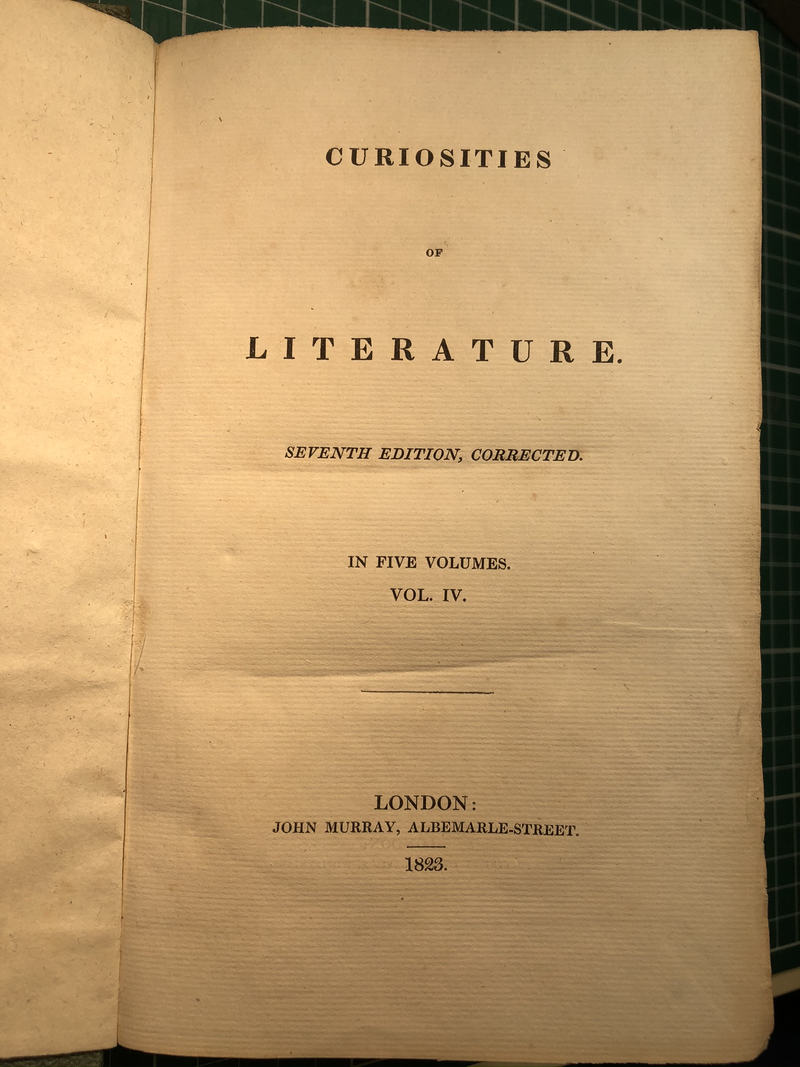 CURIOSITIES
OF
LITERATURE.
SEVENTH EDITION, CORRECTED.
IN FIVE VOLUMES.
VOL. IV.
LONDON:
JOHN MURRAY, ALBEMARLE-STREET.
1823.